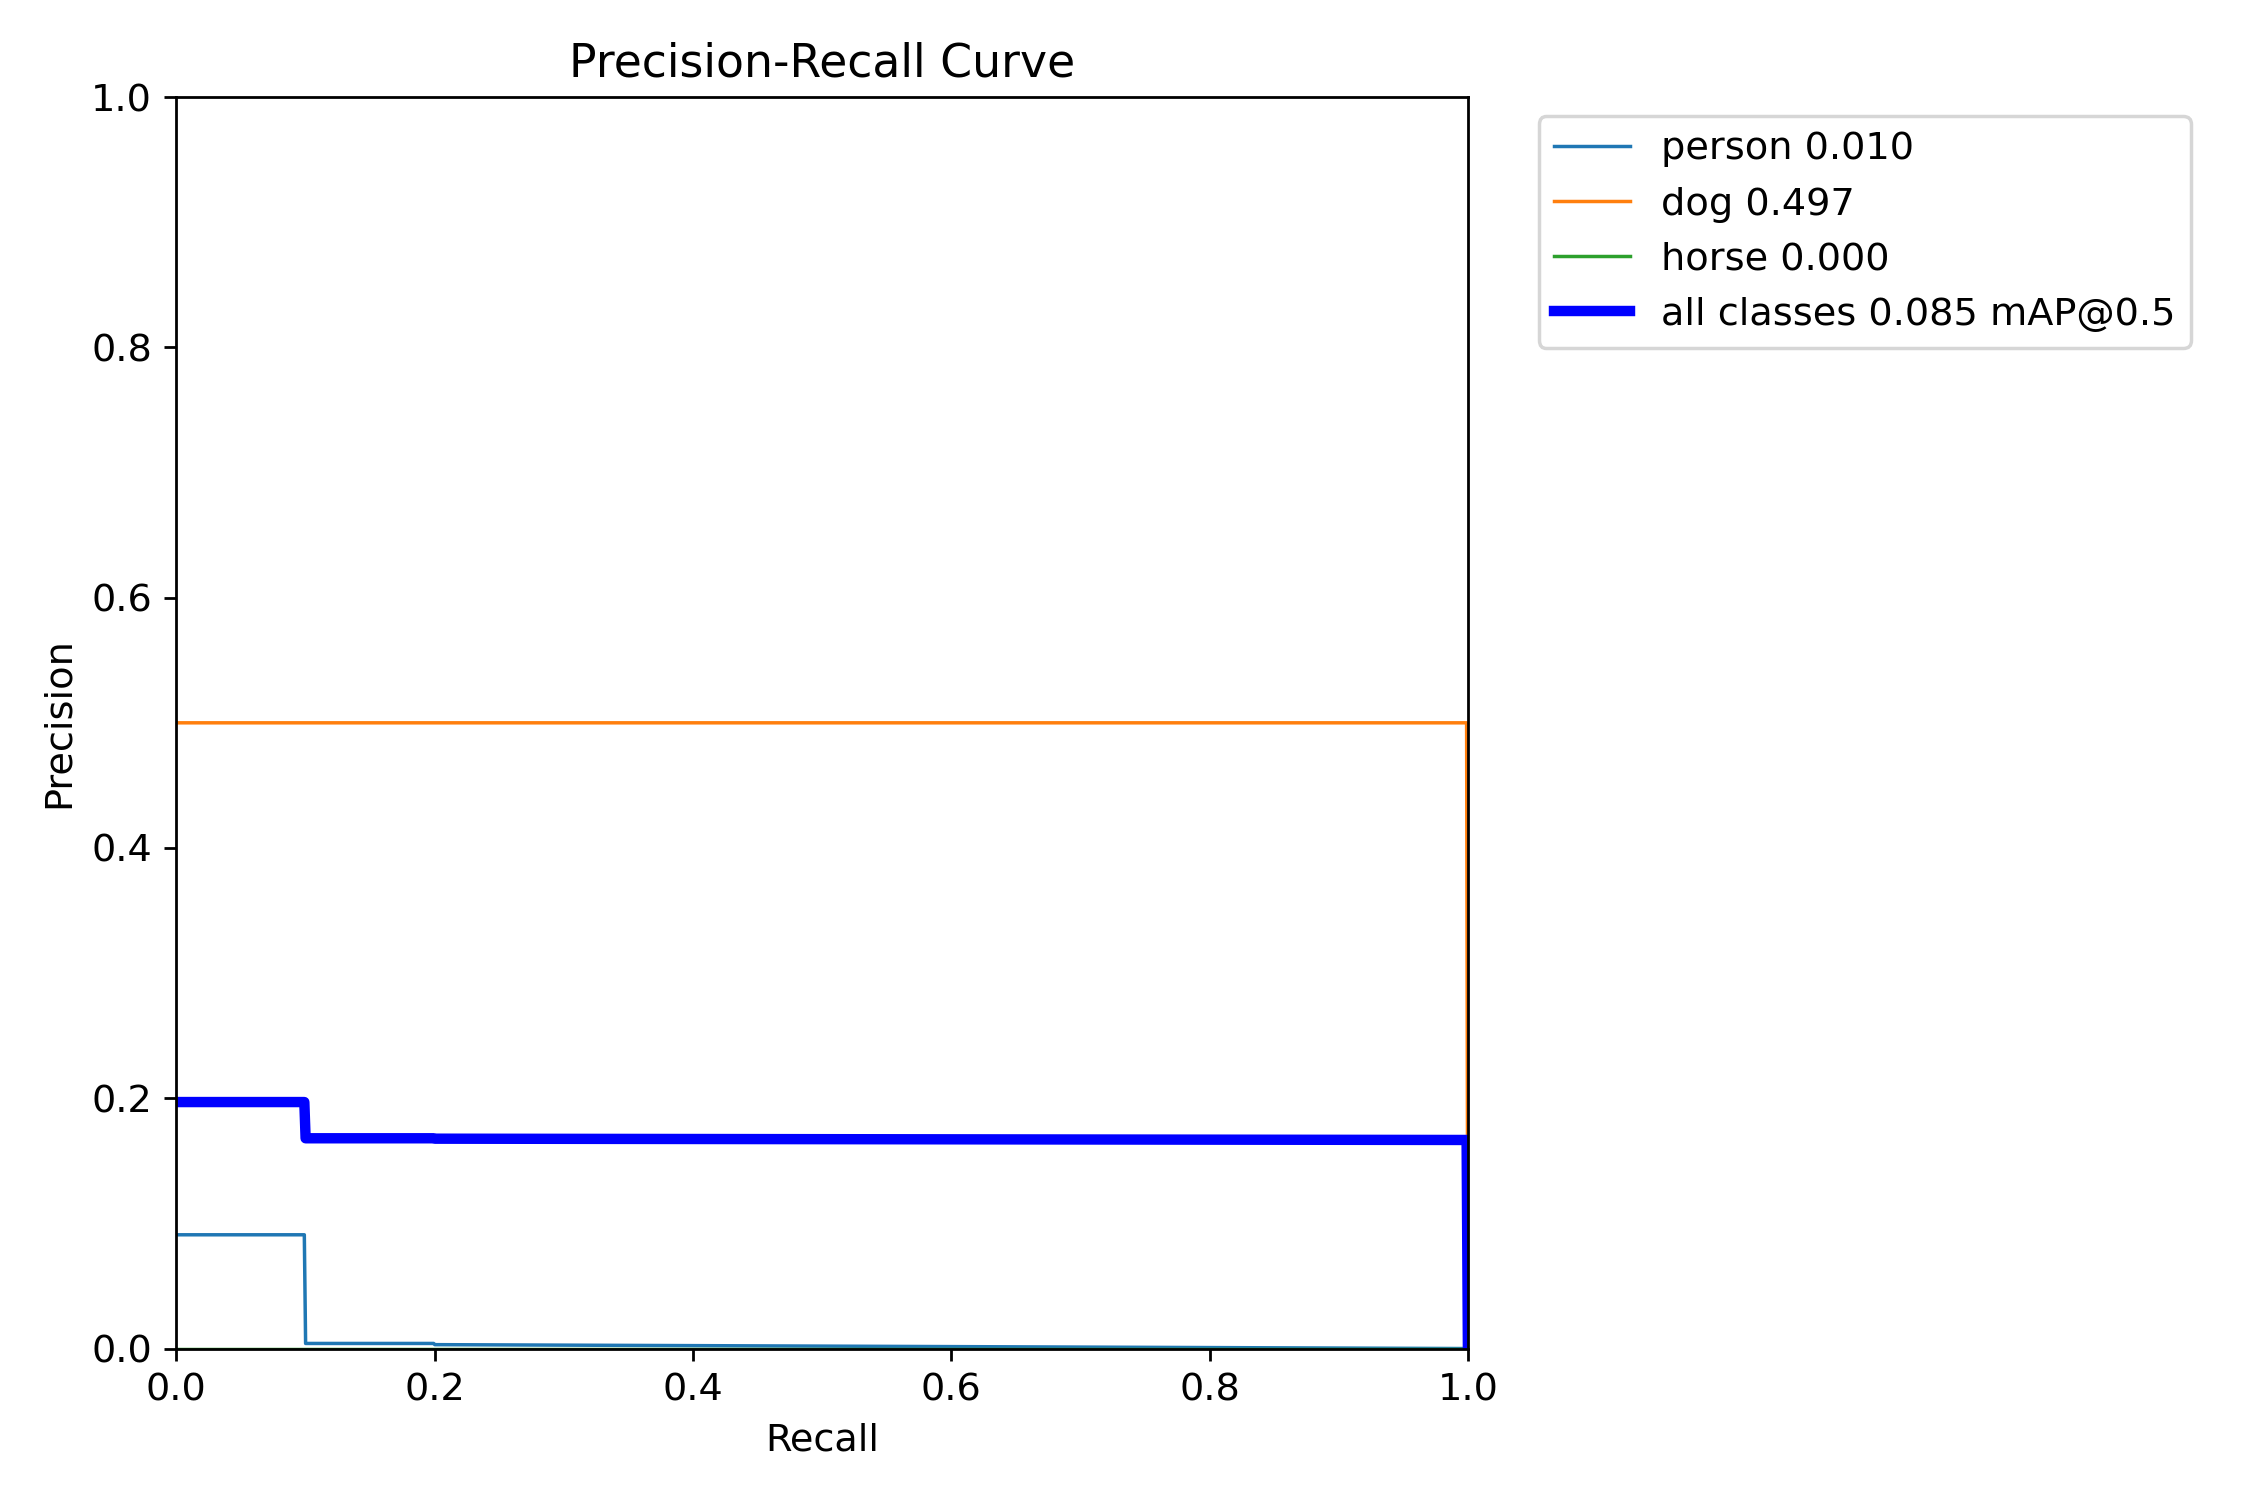 Precision-Recall Curve
1.0
0.8
0.6
0.4
0.2
0.0
Precision
0.0 0.2 0.4 0.6 0.8 1.0
Recall
person 0.010
dog 0.497
horse 0.000
all classes 0.085 mAP@0.5